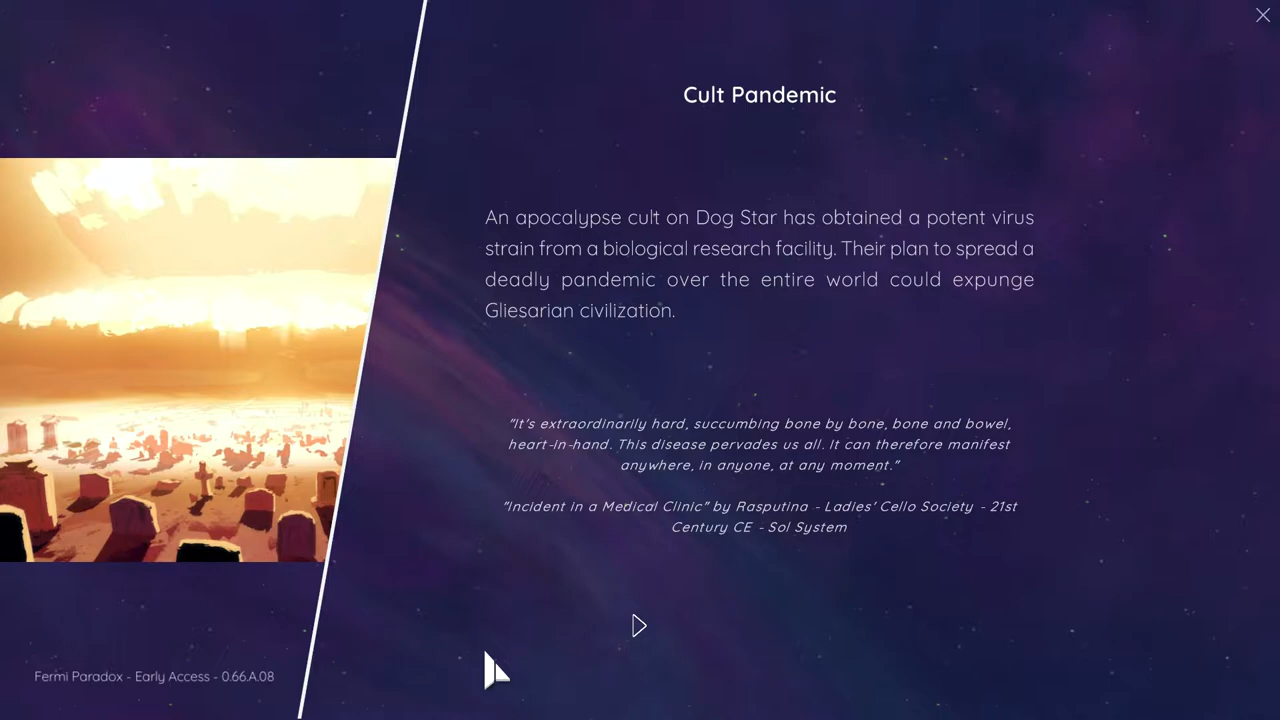 Cult Pandemic
An apocalypse cult on Dog Star has obtained a potent virus
strain from a biological research facility. Their plan to spread a
deadly pandemic over the entire world could expunge
Gliesarian civilization.
"It's extraordinarily hard, succumbing bone by bone, bone and bowel,
heart-in-hand. This disease pervades us all. It can therefore manifest
anywhere, in anyone, at any moment."
"Incident in a Medical Clinic" by Rasputina - Ladies' Cello Society - 21st
Century CE - Sol System
Fermi Paradox - Early Access - 0.66.A.08